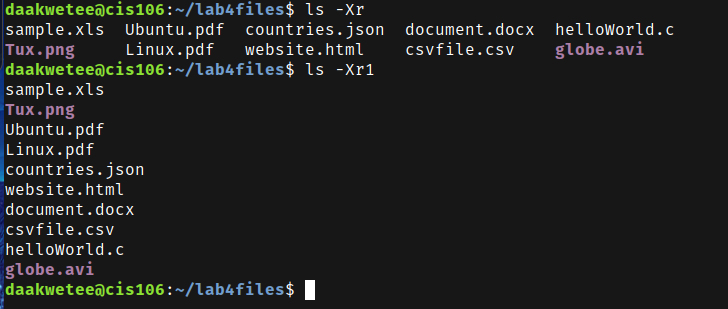 daakwetee@cis106:~/lab4files$ ls -Xr
sample.xls  Ubuntu.pdf  countries.json  document.docx  helloWorld.c
Tux.png     Linux.pdf   website.html    csvfile.csv    globe.avi
daakwetee@cis106:~/lab4files$ ls -Xr1
sample.xls
Tux.png
Ubuntu.pdf
Linux.pdf
countries.json
website.html
document.docx
csvfile.csv
helloWorld.c
globe.avi
daakwetee@cis106:~/lab4files$